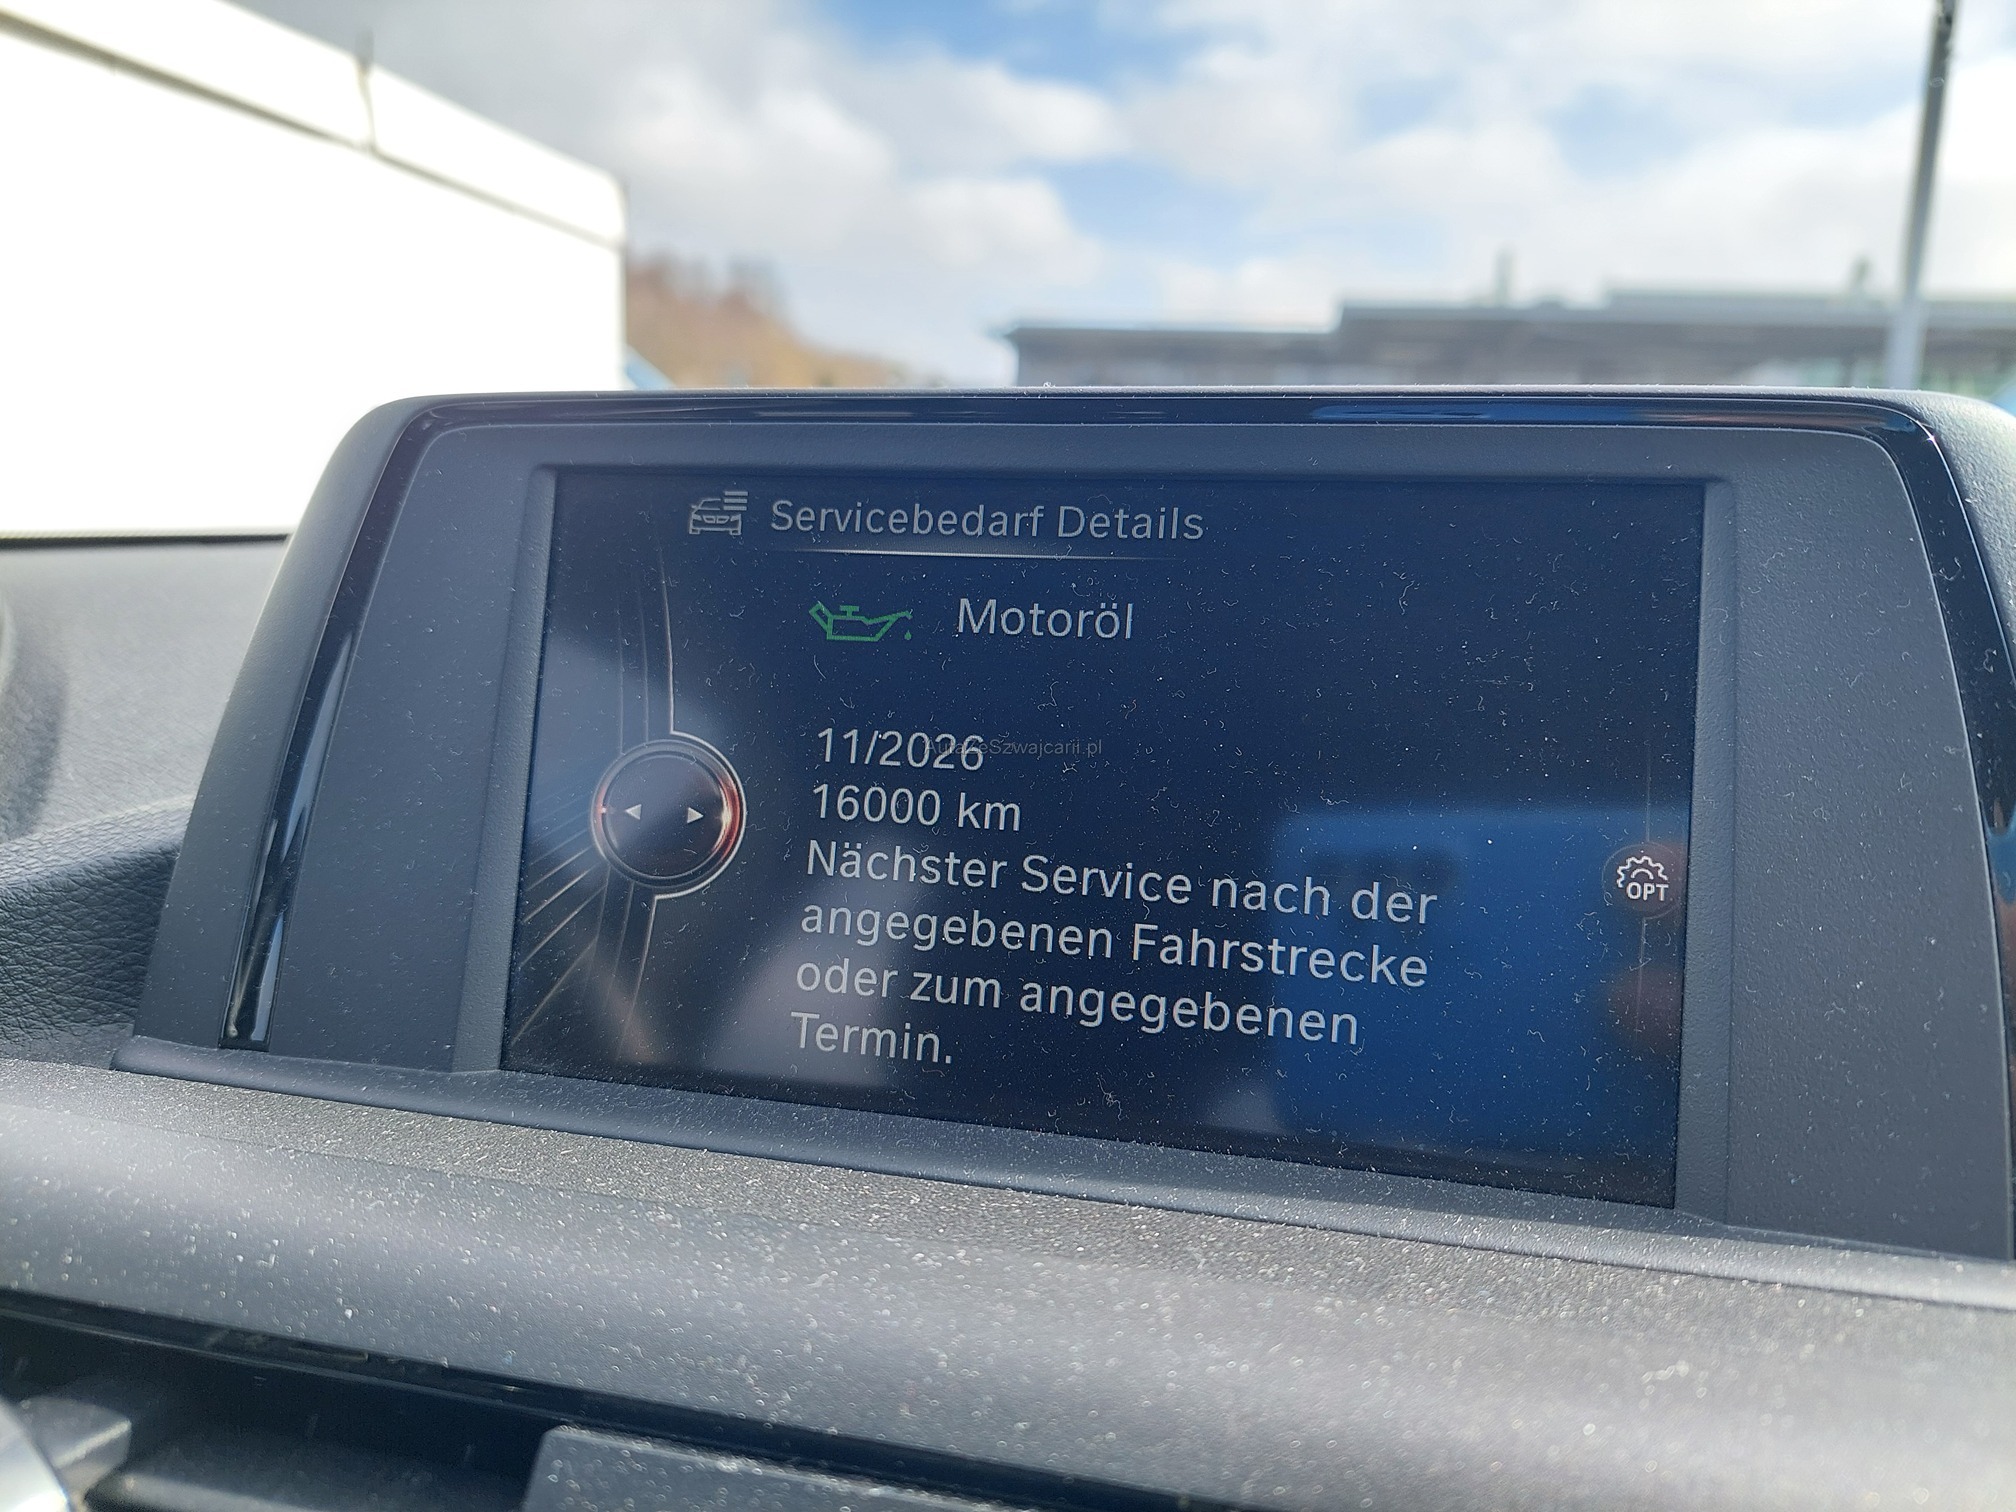 Servicebedarf Details
Motoröl
11/2026
AutazeSzwajcarii.pl
16000 km
Nächster Service nach der
angegebenen Fahrstrecke
OPT
oder zum angegebenen
Termin.